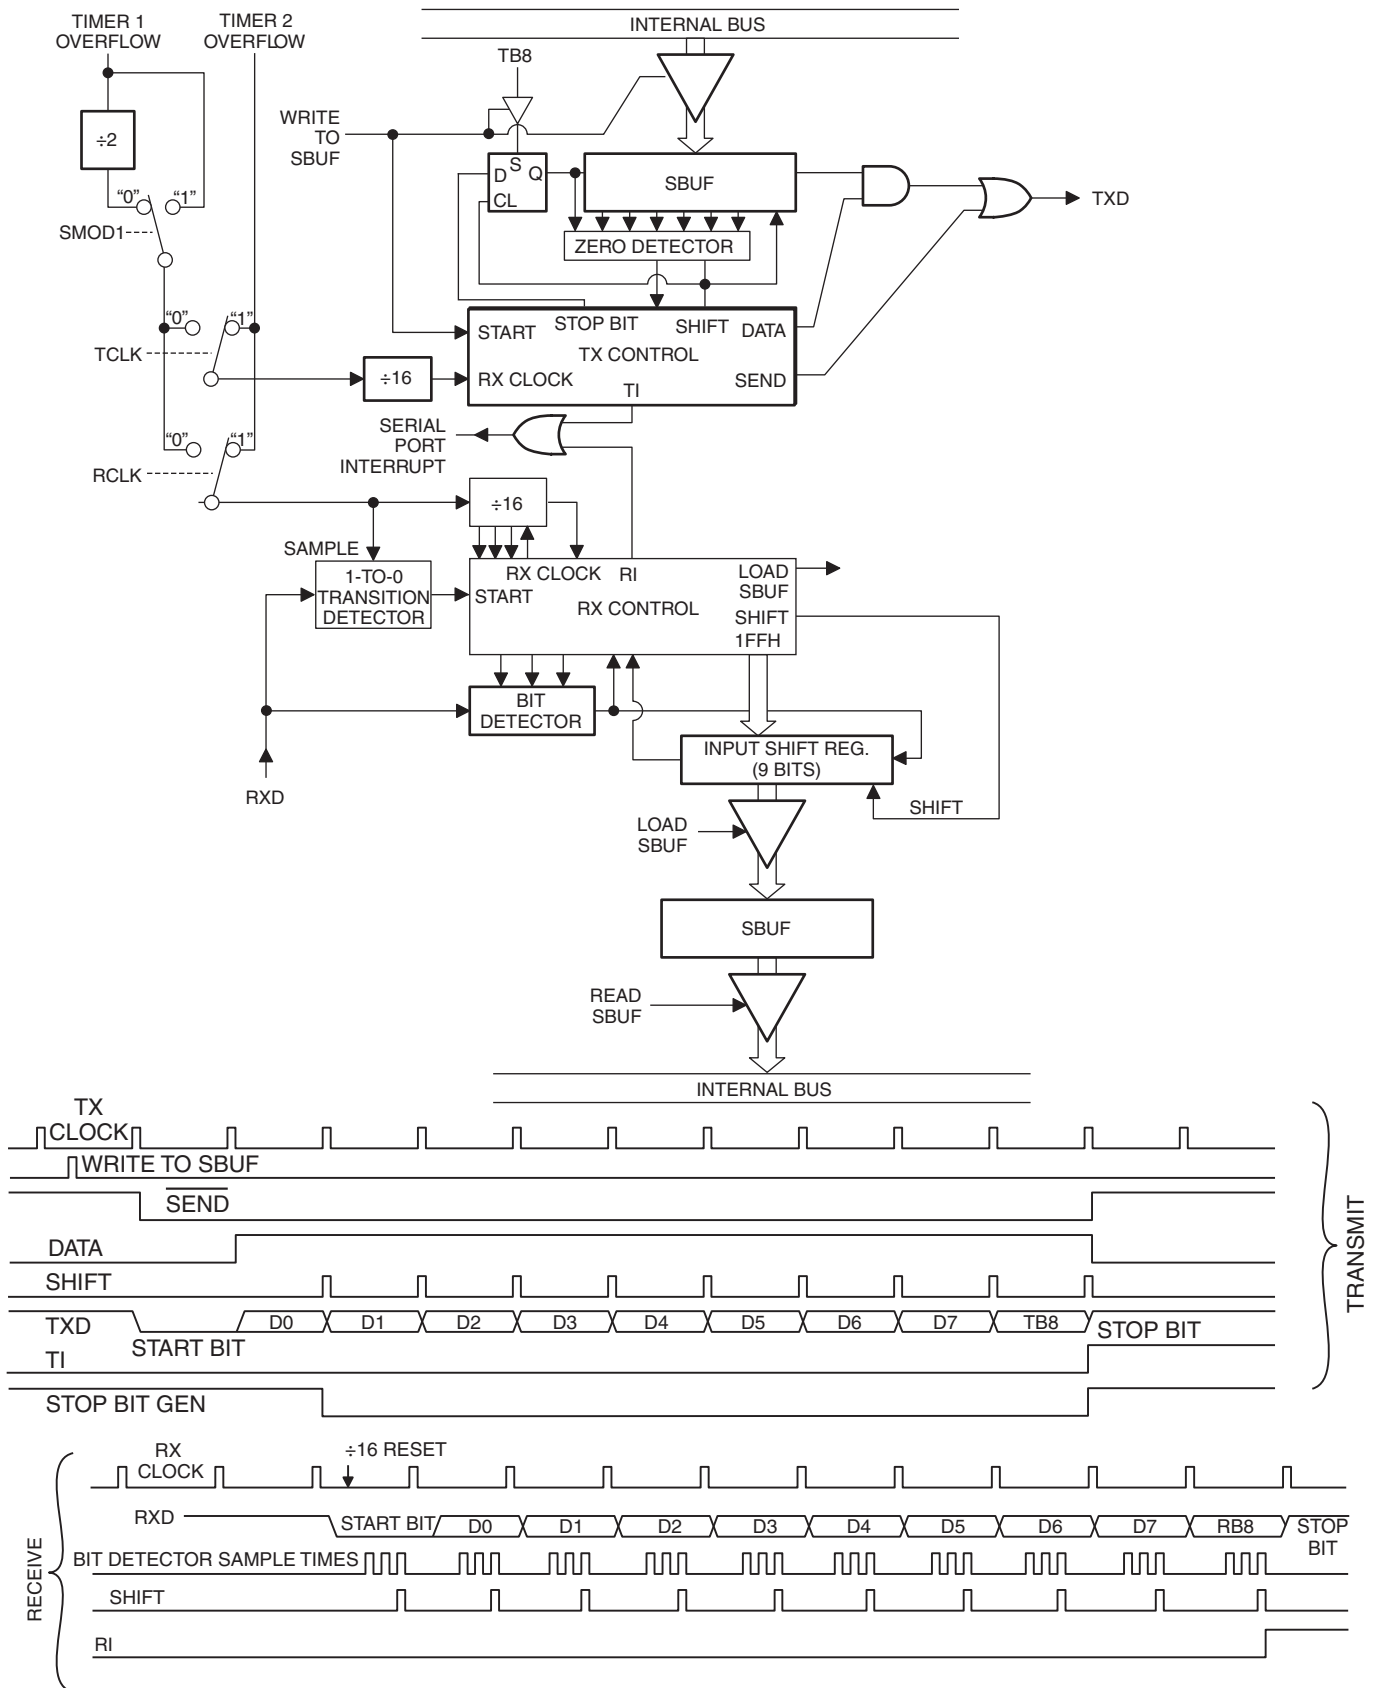 TIMER 1
OVERFLOW
TIMER 2
OVERFLOW
INTERNAL BUS
TB8
WRITE
TO
SBUF
÷2
"0"
"1"
SMOD1
D
S
Q
CL
SBUF
TXD
ZERO DETECTOR
"0"
"1"
TCLK
START
STOP BIT
SHIFT
DATA
TX CONTROL
÷16
RX CLOCK
TI
SEND
SERIAL
PORT
INTERRUPT
"0"
"1"
RCLK
÷16
SAMPLE
1-TO-0
TRANSITION
DETECTOR
RX CLOCK
RI
LOAD
SBUF
START
RX CONTROL
SHIFT
1FFH
BIT
DETECTOR
INPUT SHIFT REG.
(9 BITS)
RXD
SHIFT
LOAD
SBUF
SBUF
READ
SBUF
INTERNAL BUS
TX
CLOCK
WRITE TO SBUF
SEND
DATA
SHIFT
TXD
START BIT
D0
D1
D2
D3
D4
D5
D6
D7
TB8
STOP BIT
TI
STOP BIT GEN
TRANSMIT
RX
CLOCK
÷16 RESET
RXD
START BIT
D0
D1
D2
D3
D4
D5
D6
D7
RB8
STOP
BIT
BIT DETECTOR SAMPLE TIMES
SHIFT
RI
RECEIVE